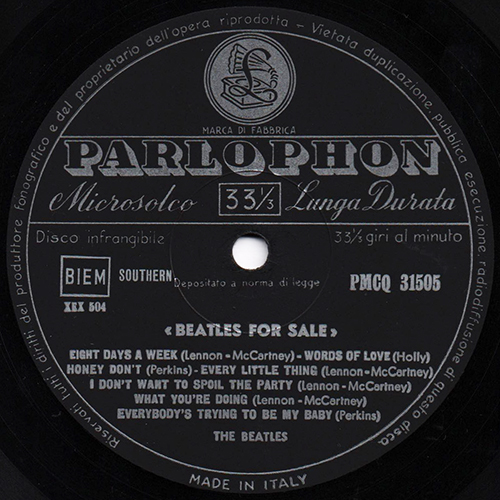 Riservati tutti i diritti del produttore fonografico e del proprietario dell'opera riprodotta - Vietata duplicazione, pubblica esecuzione, radiodiffusione di questo disco.
£
MARCA DI FABBRICA
PARLOPHON
Microsolco 33 1/3 Lunga Durata
Disco infrangibile 33 1/3 giri al minuto
BIEM SOUTHERN. Depositato a norma di legge PMCQ 31505
XEX 504
«BEATLES FOR SALE»
EIGHT DAYS A WEEK (Lennon-McCartney) - WORDS OF LOVE (Holly)
HONEY DON'T (Perkins) - EVERY LITTLE THING (Lennon-McCartney)
I DON'T WANT TO SPOIL THE PARTY (Lennon-McCartney)
WHAT YOU'RE DOING (Lennon-McCartney)
EVERYBODY'S TRYING TO BE MY BABY (Perkins)
THE BEATLES
MADE IN ITALY